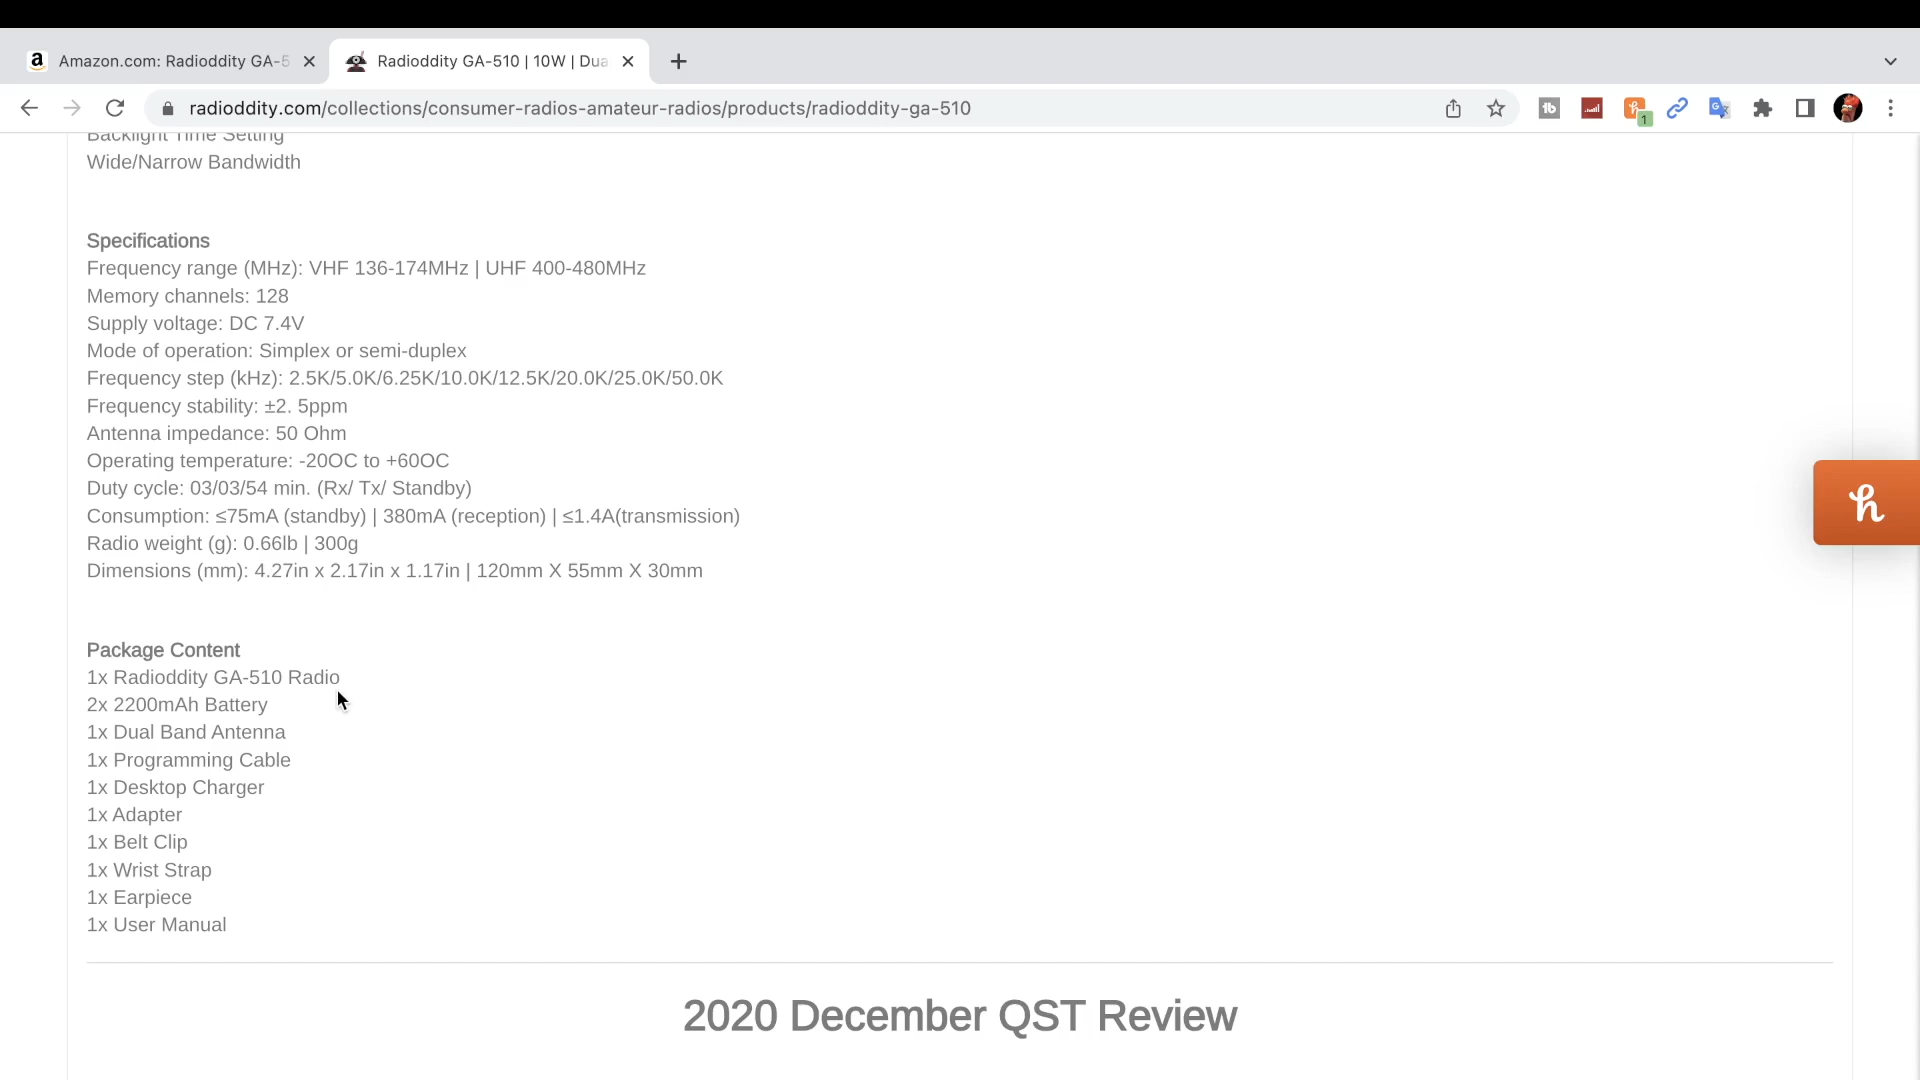 Amazon.com: Radioddity GA-5
Radioddity GA-510 | 10W | Dua
radioddity.com/collections/consumer-radios-amateur-radios/products/radioddity-ga-510
1
Backlight Time Setting
Wide/Narrow Bandwidth
Specifications
Frequency range (MHz): VHF 136-174MHz | UHF 400-480MHz
Memory channels: 128
Supply voltage: DC 7.4V
Mode of operation: Simplex or semi-duplex
Frequency step (kHz): 2.5K/5.0K/6.25K/10.0K/12.5K/20.0K/25.0K/50.0K
Frequency stability: ±2. 5ppm
Antenna impedance: 50 Ohm
Operating temperature: -20OC to +60OC
Duty cycle: 03/03/54 min. (Rx/ Tx/ Standby)
Consumption: ≤75mA (standby) | 380mA (reception) | ≤1.4A(transmission)
Radio weight (g): 0.66lb | 300g
Dimensions (mm): 4.27in x 2.17in x 1.17in | 120mm X 55mm X 30mm
Package Content
1x Radioddity GA-510 Radio
2x 2200mAh Battery
1x Dual Band Antenna
1x Programming Cable
1x Desktop Charger
1x Adapter
1x Belt Clip
1x Wrist Strap
1x Earpiece
1x User Manual
2020 December QST Review